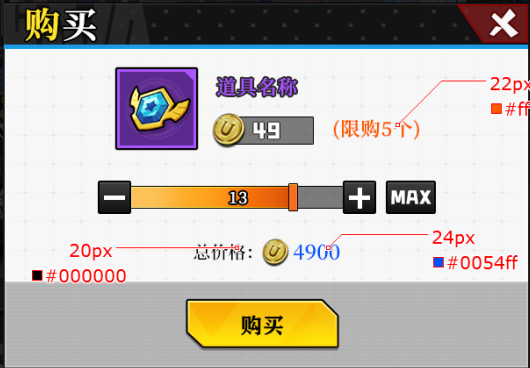 购买
道具名称
22px
49
(限购5个)
#ff
13
MAX
总价格：
4900
20px
#000000
24px
#0054ff
购买